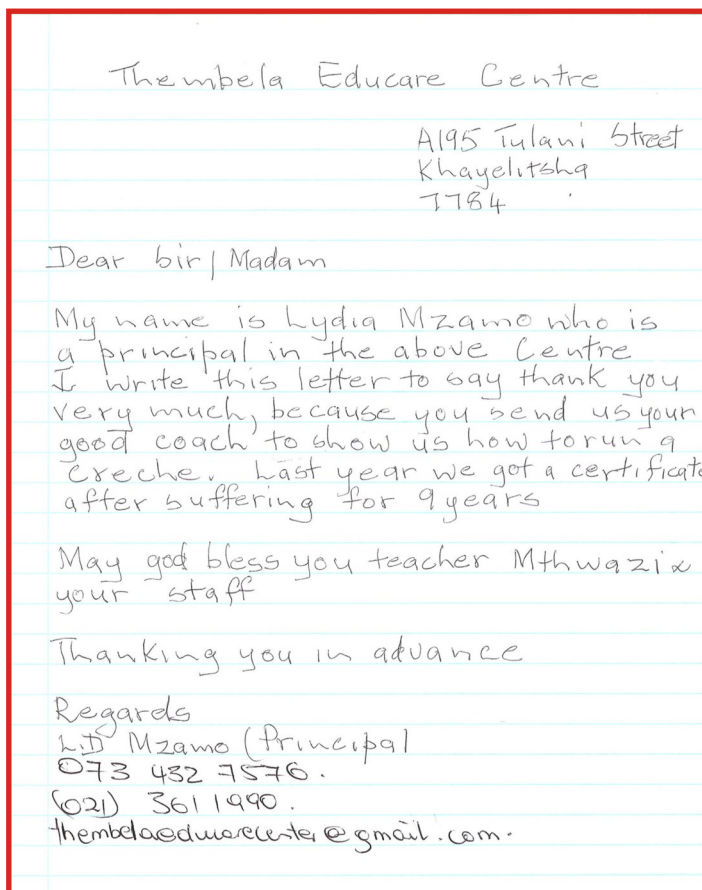 Thembela Educare Centre
A195 Tulani Street
Khayelitsha
7784
Dear Sir | Madam
My name is Lydia Mzamo who is
a principal in the above Centre
I write this letter to say thank you
very much, because you send us your
good coach to show us how to run a
creche. Last year we got a certificate
after suffering for 9 years
May god bless you teacher Mthwazi &
your staff
Thanking you in advance
Regards
L.D Mzamo (Principal
073 432 7576.
(021) 361 1990.
thembelaeducarecenter@gmail.com.